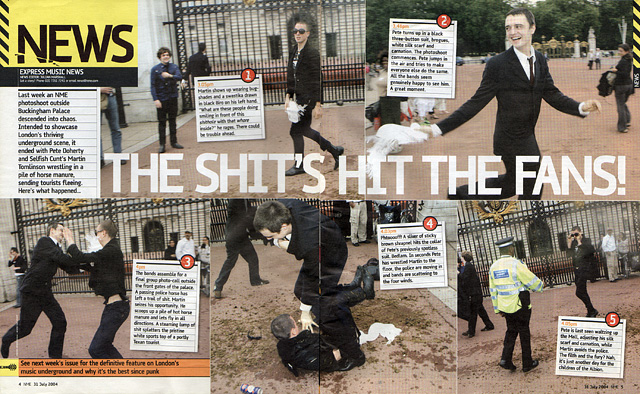 NEWS
EXPRESS MUSIC NEWS
Last week an NME
photoshoot outside
Buckingham Palace
descended into chaos.
Intended to showcase
London's thriving
underground scene, it
ended with Pete Doherty
and Selfish Cunt's Martin
Tomlinson wrestling in a
pile of horse manure,
sending tourists fleeing.
Here's what happened...
1
Martin shows up wearing bug-
shades and a swastika drawn
in black Biro on his left hand.
"What are these people doing
smiling in front of this
shithole with that whore
inside?" he rages. There could
be trouble ahead.
2
Pete turns up in a black
three-button suit, brogues,
white silk scarf and
carnation. The photoshoot
commences. Pete jumps in
the air and tries to make
everyone else do the same.
All the bands seem
genuinely happy to see him.
A great moment.
NEWS
THE SHIT'S HIT THE FANS!
3
4pm
The bands assemble for a
final group photo-call outside
the front gates of the palace.
A passing police horse has
left a trail of shit. Martin
seizes his opportunity. He
scoops up a pile of hot horse
manure and lets fly in all
directions. A steaming lump of
shit splatters the pristine
white sports top of a portly
Texan tourist.
4
Phhwooo!!! A sliver of sticky
brown shrapnel hits the collar
of Pete's previously spotless
suit. Bedlam. In seconds Pete
has wrestled Martin to the
floor, the police are moving in
and bands are scattering to
the four winds.
5
Pete is last seen waltzing up
the Mall, adjusting his silk
scarf and carnation, while
Martin avoids the police.
The filth and the fury? Nah,
it's just another day for the
children of the Albion.
See next week's issue for the definitive feature on London's
music underground and why it's the best since punk
4 NME 31 July 2004
31 July 2004 NME 5